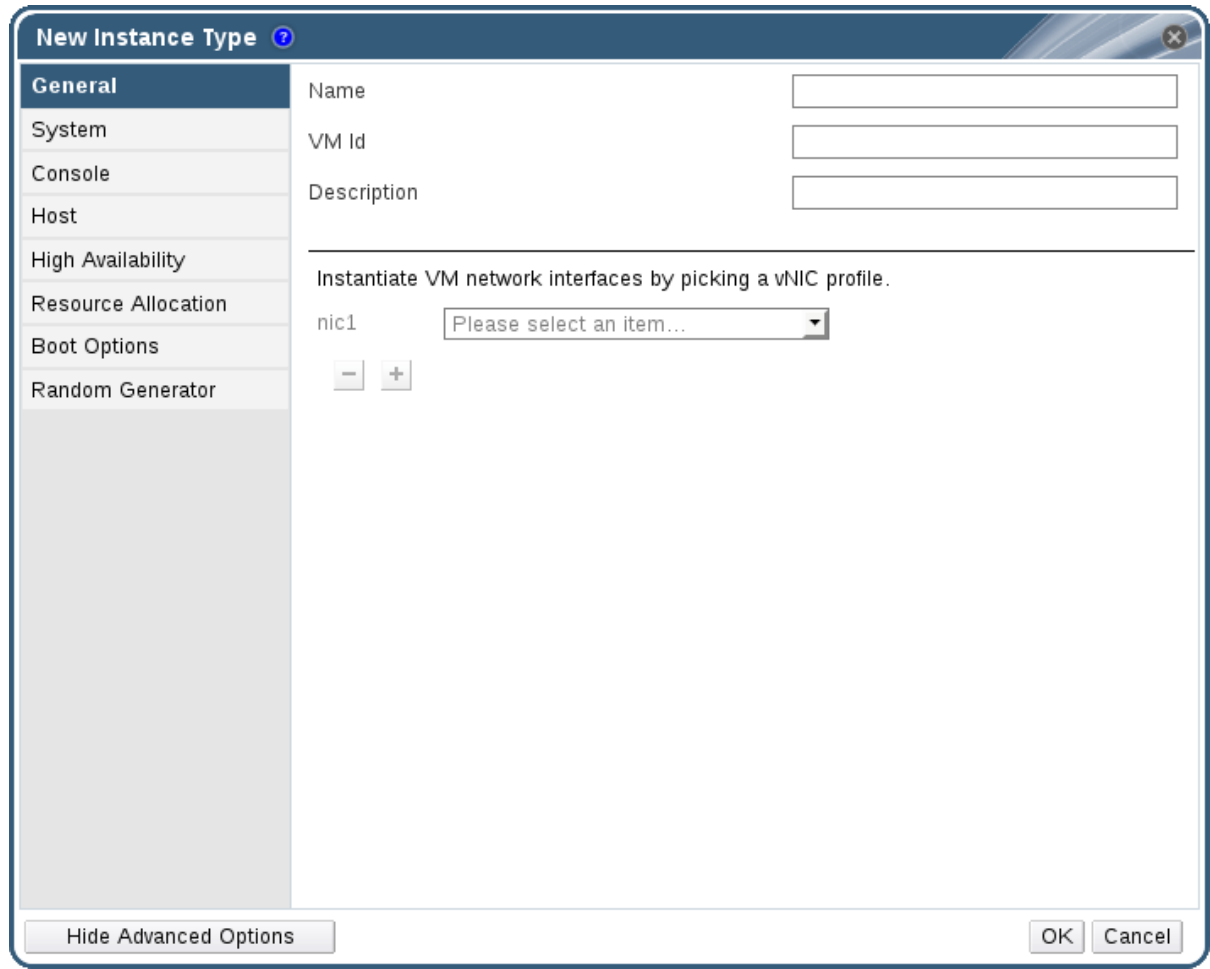 New Instance Type ?
General
System
Console
Host
High Availability
Resource Allocation
Boot Options
Random Generator
Name
VM Id
Description
Instantiate VM network interfaces by picking a vNIC profile.
nic1 Please select an item...
Hide Advanced Options
OK Cancel